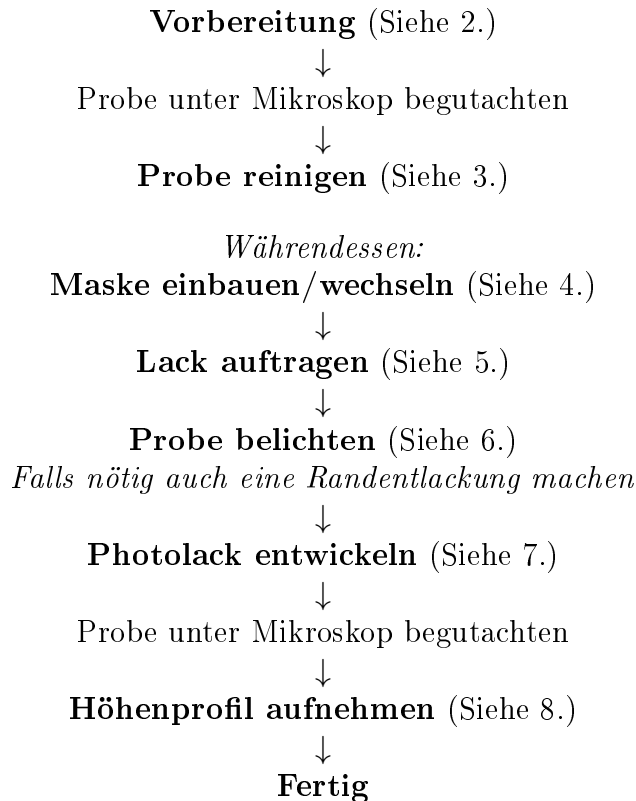 Vorbereitung (Siehe 2.)
↓
Probe unter Mikroskop begutachten
↓
Probe reinigen (Siehe 3.)
Währendessen:
Maske einbauen/wechseln (Siehe 4.)
↓
Lack auftragen (Siehe 5.)
↓
Probe belichten (Siehe 6.)
Falls nötig auch eine Randentlackung machen
↓
Photolack entwickeln (Siehe 7.)
↓
Probe unter Mikroskop begutachten
↓
Höhenprofil aufnehmen (Siehe 8.)
↓
Fertig